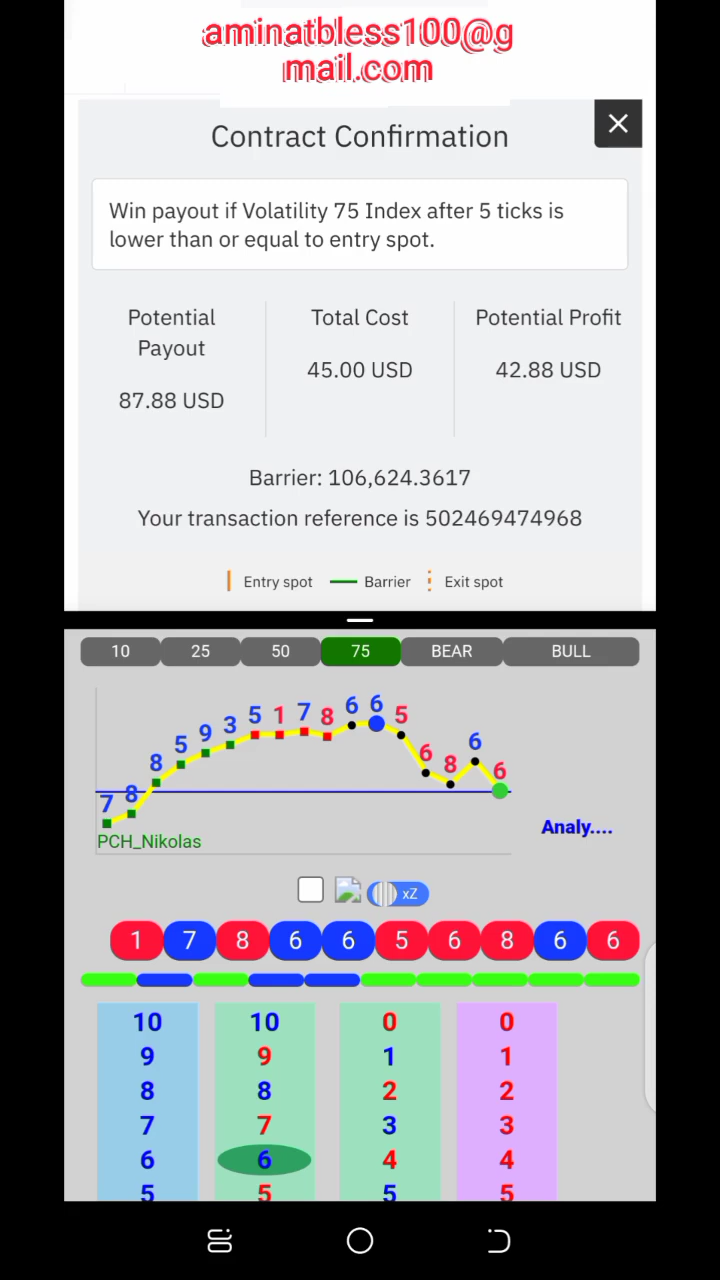 aminatbless100@g
mail.com
Contract Confirmation
Win payout if Volatility 75 Index after 5 ticks is
lower than or equal to entry spot.
Potential
Payout
87.88 USD
Total Cost
45.00 USD
Potential Profit
42.88 USD
Barrier: 106,624.3617
Your transaction reference is 502469474968
Entry spot Barrier Exit spot
10 25 50 75 BEAR BULL
7 8 8 5 9 3 5 1 7 8 6 6 5 6 8 6 6
PCH_Nikolas
Analy....
xZ
1 7 8 6 6 5 6 8 6 6
10 10 0 0
9 9 1 1
8 8 2 2
7 7 3 3
6 6 4 4
5 5 5 5